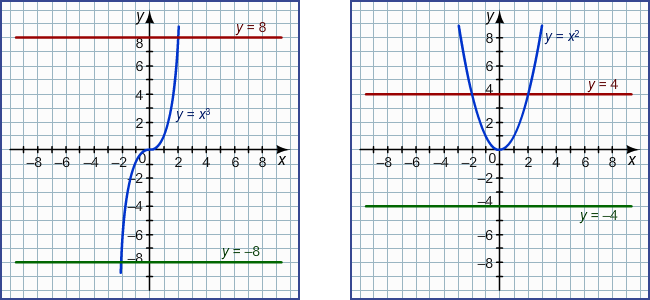 y
y = 8
8
6
4
2
y = x³
–8 –6 –4 –2 0 2 4 6 8 x
–2
–4
–6
y = –8
–8
y
8
y = x²
6
y = 4
4
2
–8 –6 –4 –2 0 2 4 6 8 x
–2
–4
y = –4
–6
–8